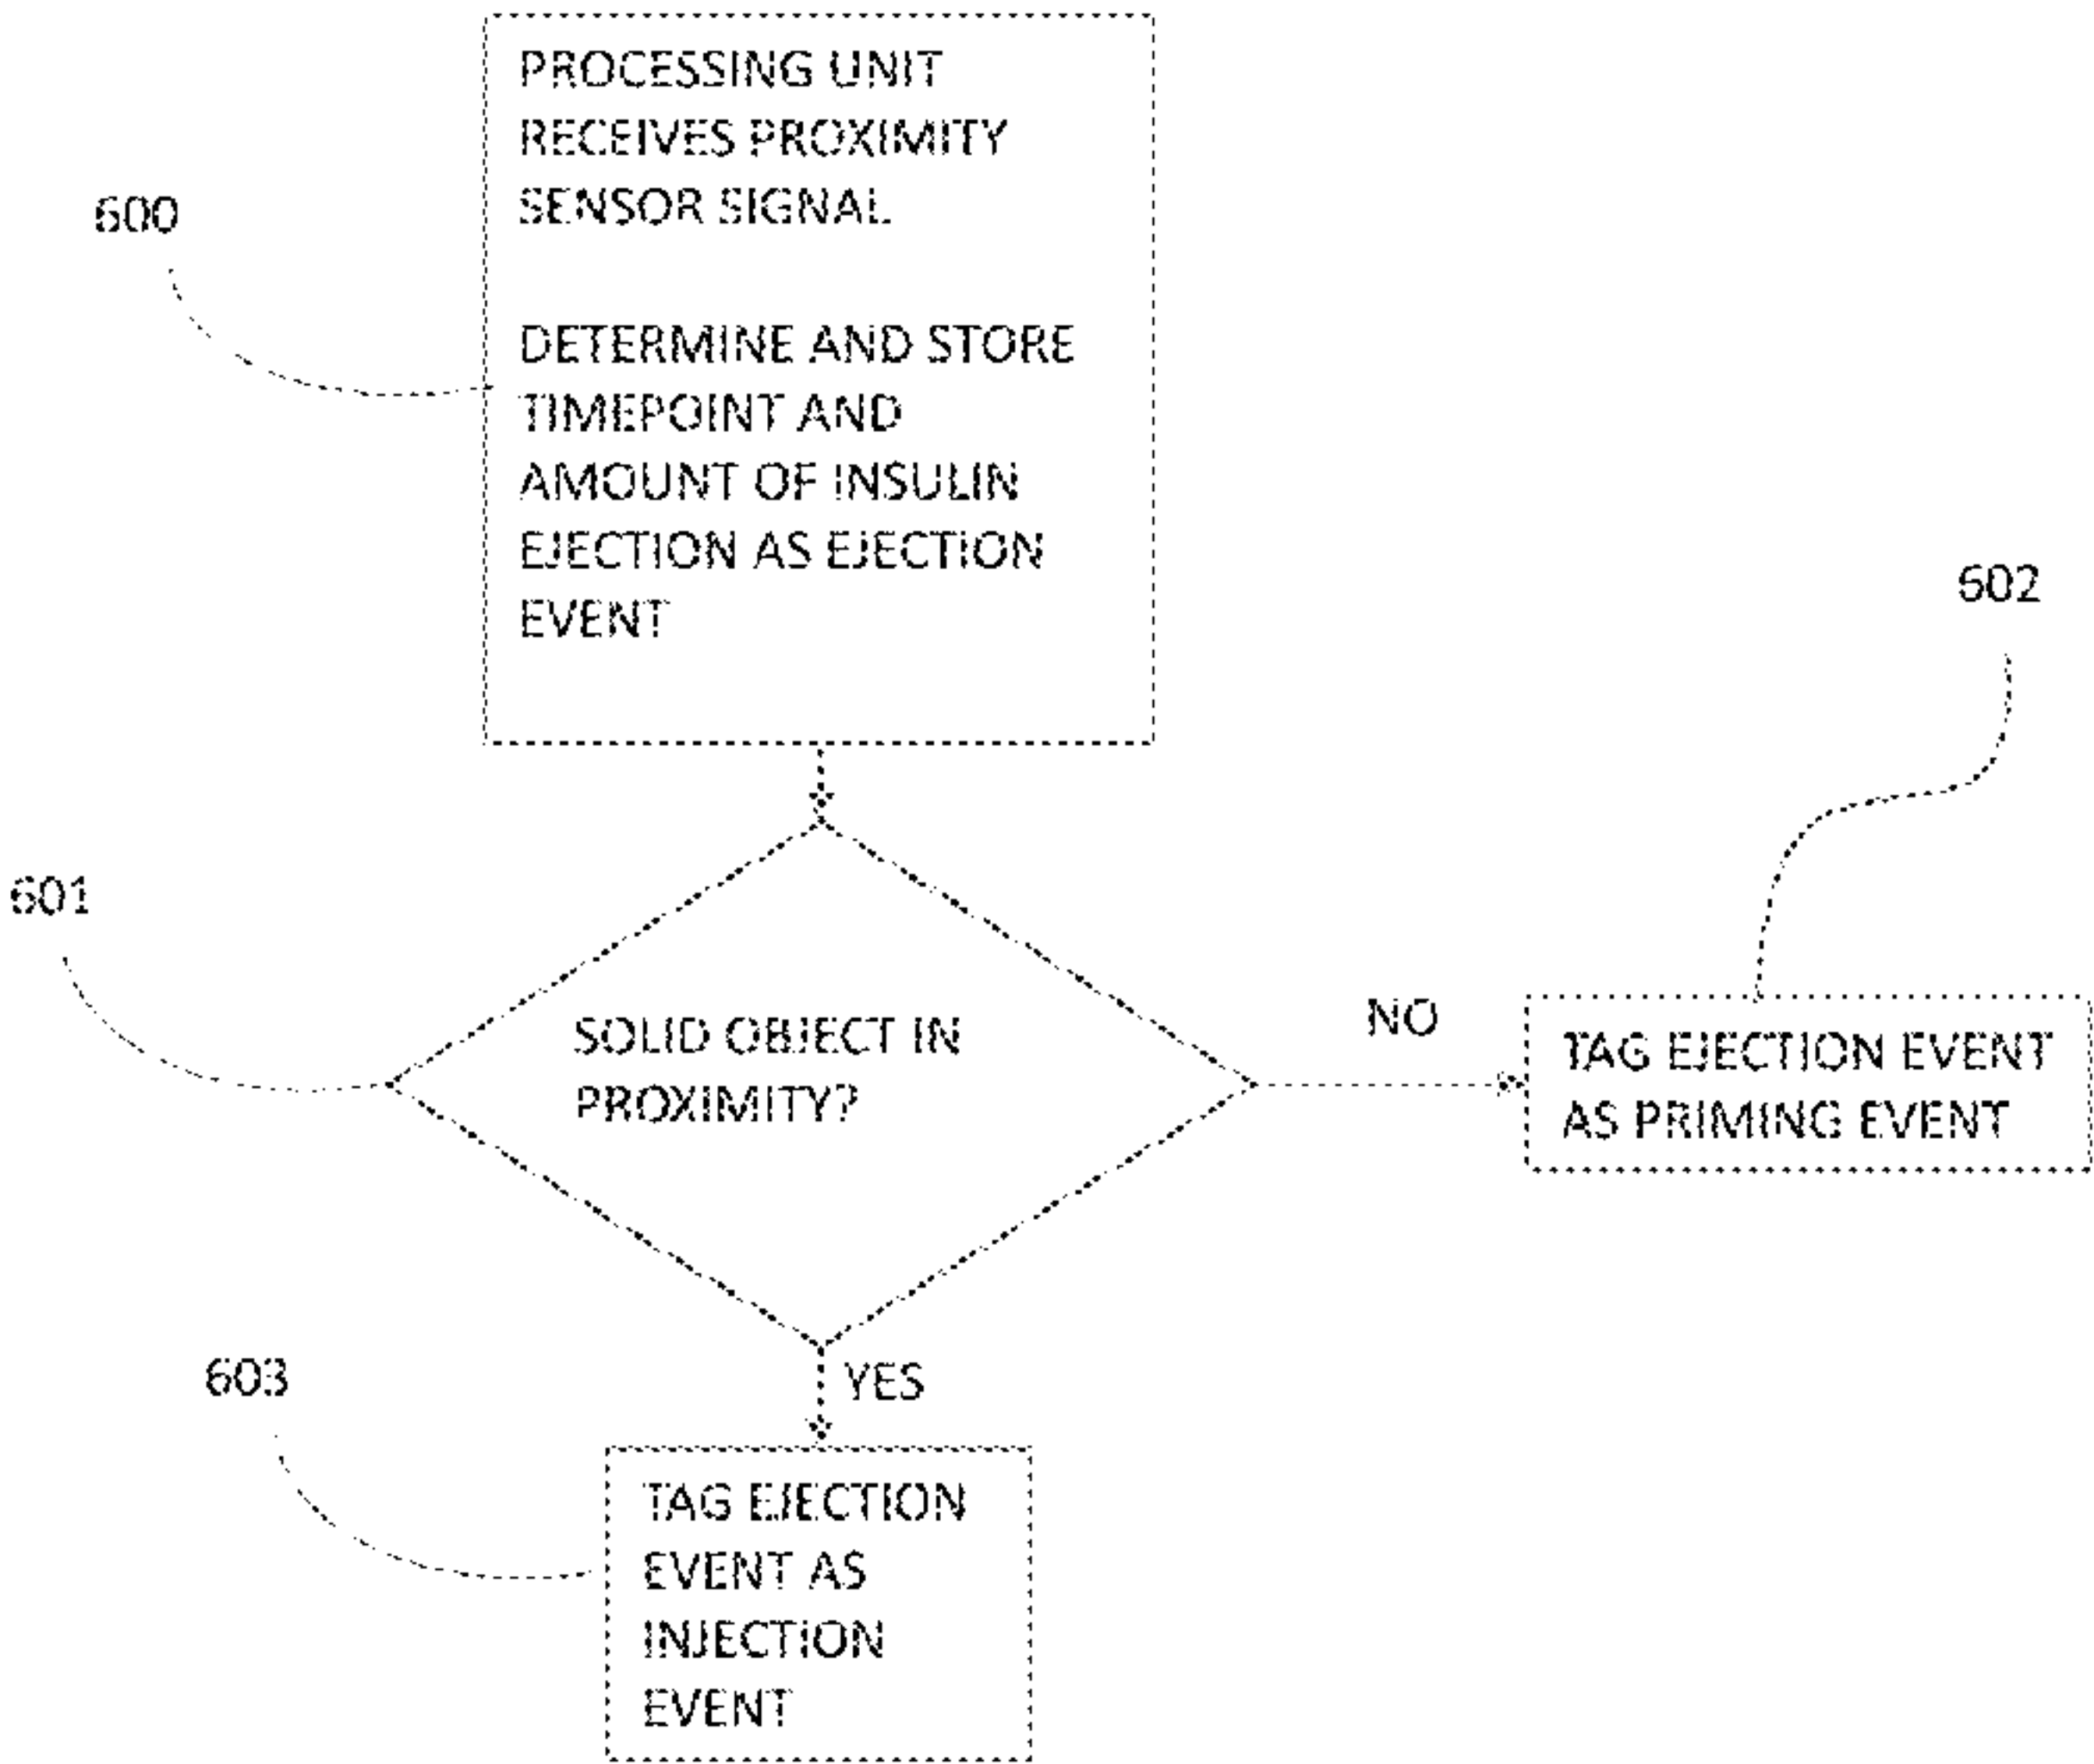 PROCESSING UNIT
RECEIVES PROXIMITY
SENSOR SIGNAL
600
DETERMINE AND STORE
TIMEPOINT AND
AMOUNT OF INSULIN
EJECTION AS EJECTION
EVENT
602
601
SOLID OBJECT IN
PROXIMITY?
NO
TAG EJECTION EVENT
AS PRIMING EVENT
603
YES
TAG EJECTION
EVENT AS
INJECTION
EVENT